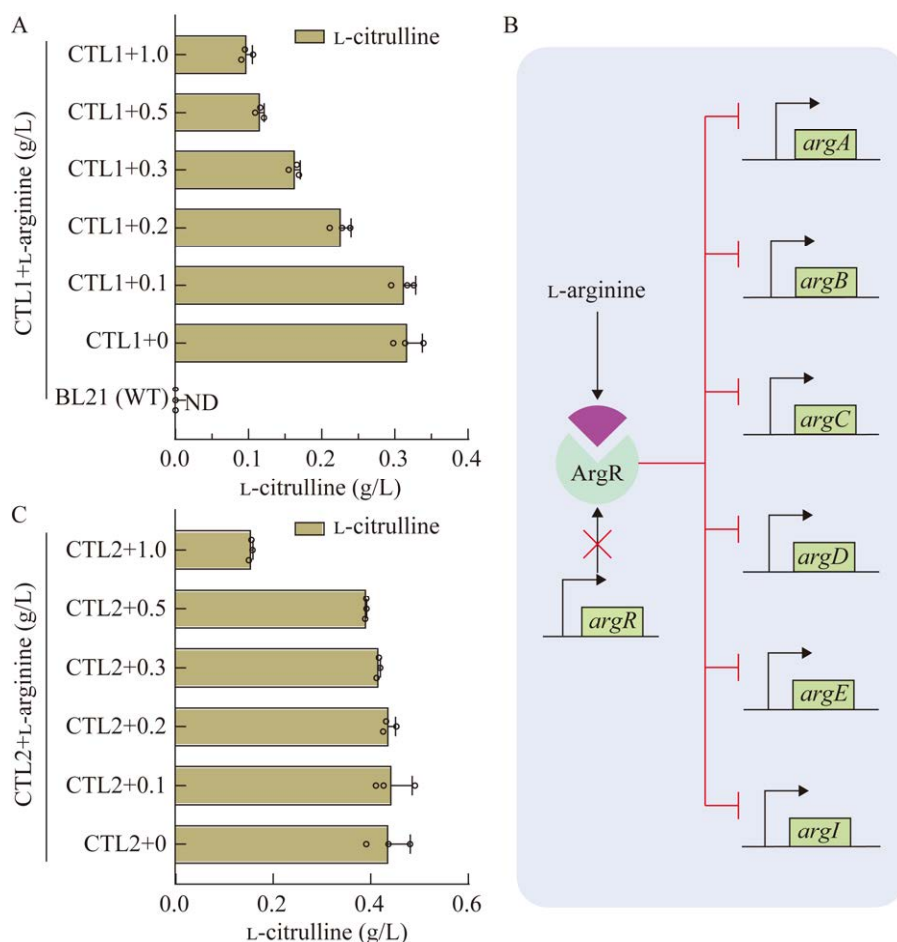 A
CTL1+L-arginine (g/L)
L-citrulline
CTL1+1.0
CTL1+0.5
CTL1+0.3
CTL1+0.2
CTL1+0.1
CTL1+0
BL21 (WT)
ND
0.0 0.1 0.2 0.3 0.4
L-citrulline (g/L)
C
CTL2+L-arginine (g/L)
L-citrulline
CTL2+1.0
CTL2+0.5
CTL2+0.3
CTL2+0.2
CTL2+0.1
CTL2+0
0.0 0.2 0.4 0.6
L-citrulline (g/L)
B
L-arginine
ArgR
argR
argA
argB
argC
argD
argE
argI